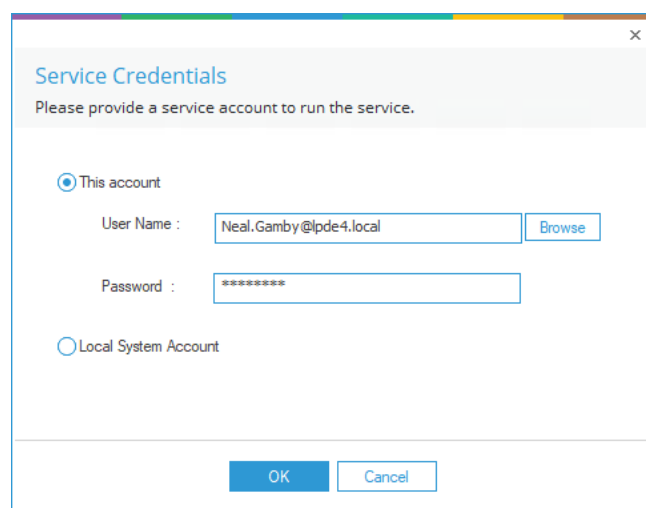 Service Credentials
Please provide a service account to run the service.
This account
User Name : Neal.Gamby@lpde4.local Browse
Password : ********
Local System Account
OK Cancel